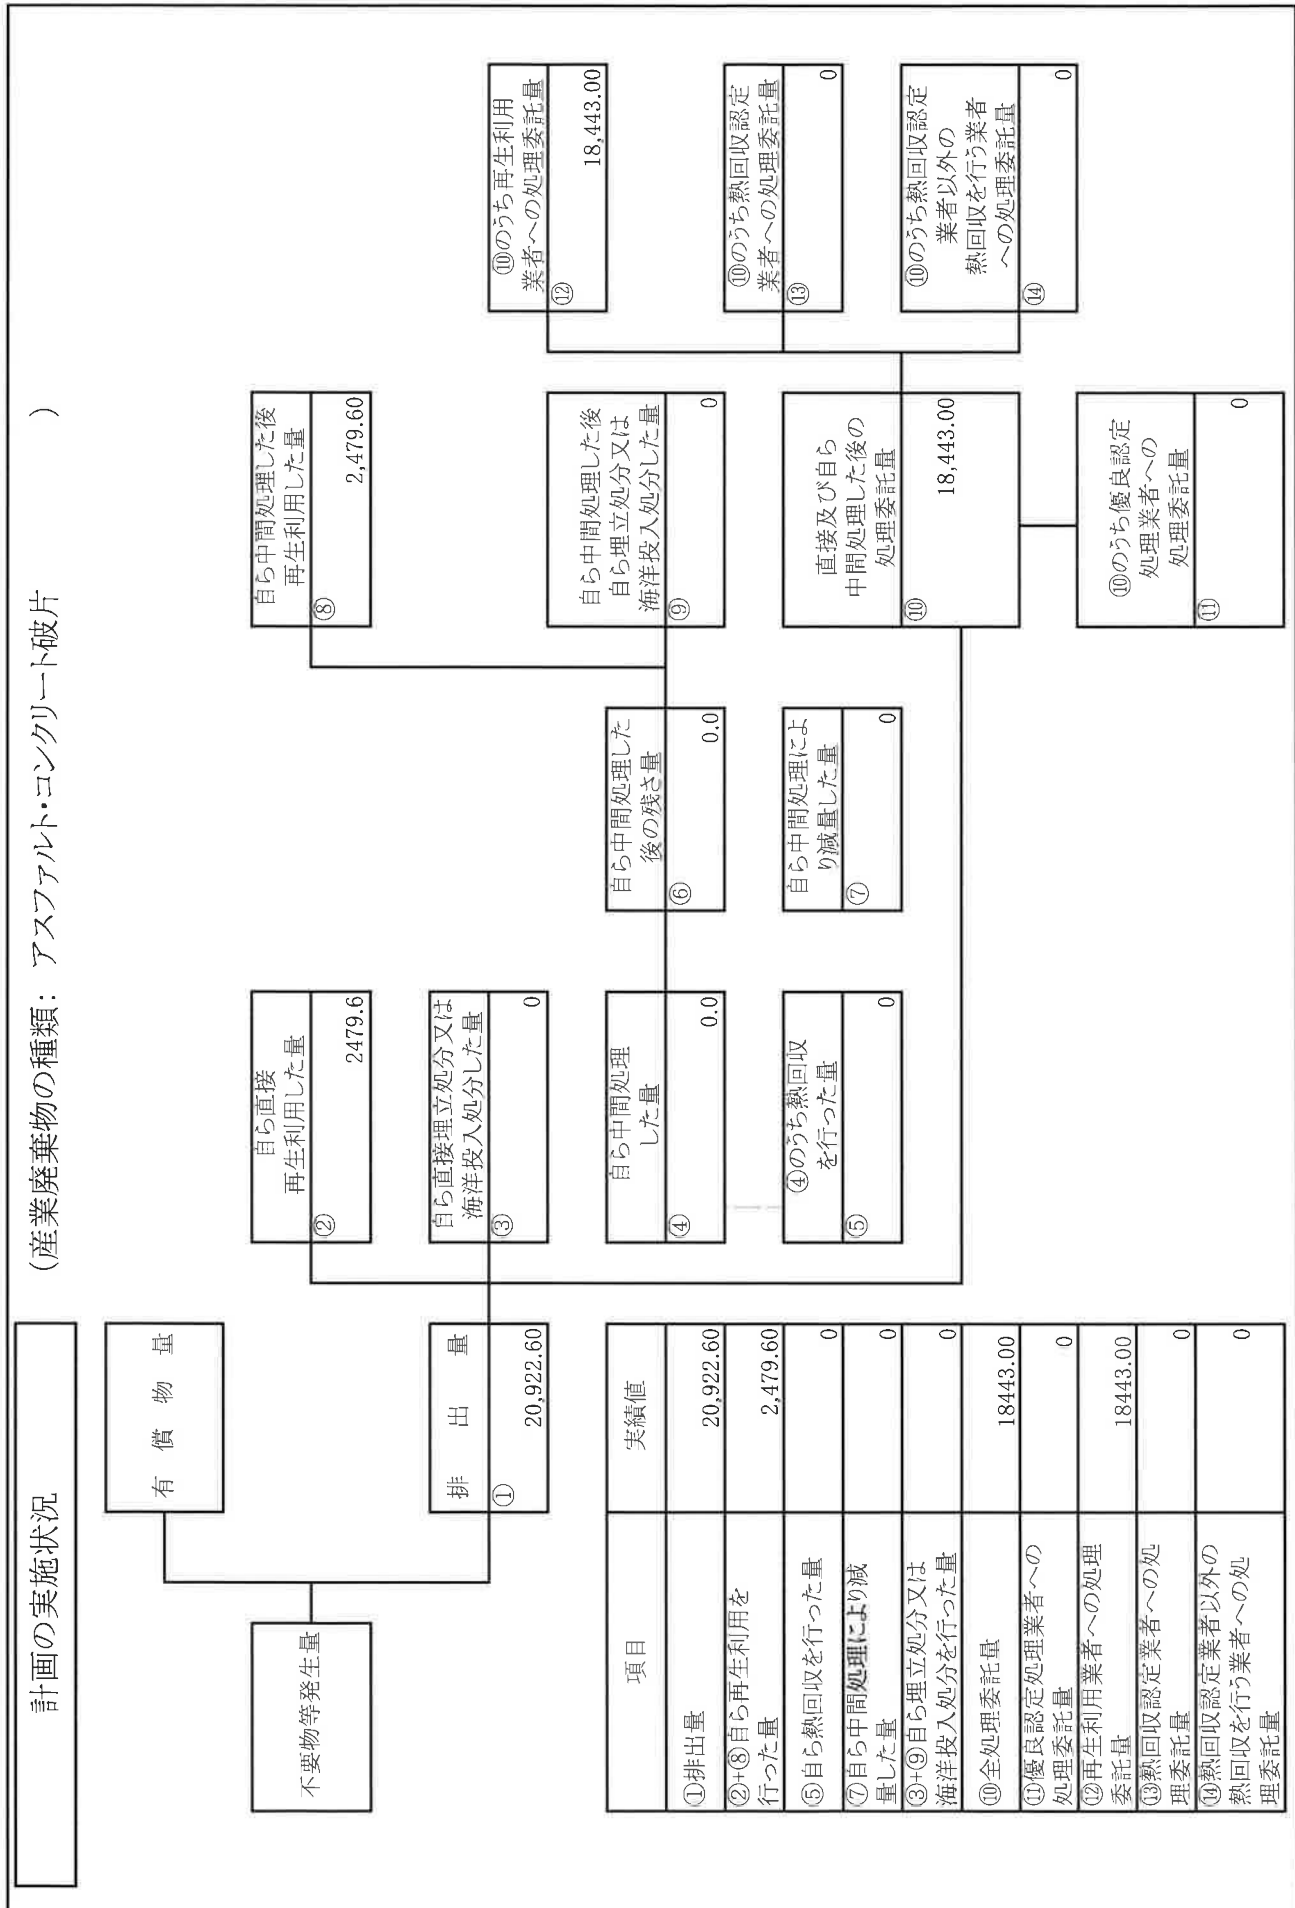 計画の実施状況
(産業廃棄物の種類： アスファルト・コンクリート破片 )
不要物等発生量
有償物量
排出量
①
20,922.60
自ら直接
再生利用した量
②
2479.6
自ら直接埋立処分又は
海洋投入処分した量
③
0
自ら中間処理
した量
④
0.0
④のうち熱回収
を行った量
⑤
0
自ら中間処理した
後の残さ量
⑥
0.0
自ら中間処理によ
り減量した量
⑦
0
自ら中間処理した後
再生利用した量
⑧
2,479.60
自ら中間処理した後
自ら埋立処分又は
海洋投入処分した量
⑨
0
直接及び自ら
中間処理した後の
処理委託量
⑩
18,443.00
⑩のうち優良認定
処理業者への
処理委託量
⑪
0
⑩のうち再生利用
業者への処理委託量
⑫
18,443.00
⑩のうち熱回収認定
業者への処理委託量
⑬
0
⑩のうち熱回収認定
業者以外の
熱回収を行う業者
への処理委託量
⑭
0
項目 実績値
①排出量 20,922.60
②+⑧自ら再生利用を
行った量
2,479.60
⑤自ら熱回収を行った量 0
⑦自ら中間処理により減
量した量
0
③+⑨自ら埋立処分又は
海洋投入処分を行った量
0
⑩全処理委託量 18443.00
⑪優良認定処理業者への
処理委託量
0
⑫再生利用業者への処理
委託量
18443.00
⑬熱回収認定業者への処
理委託量
0
⑭熱回収認定業者以外の
熱回収を行う業者への処
理委託量
0